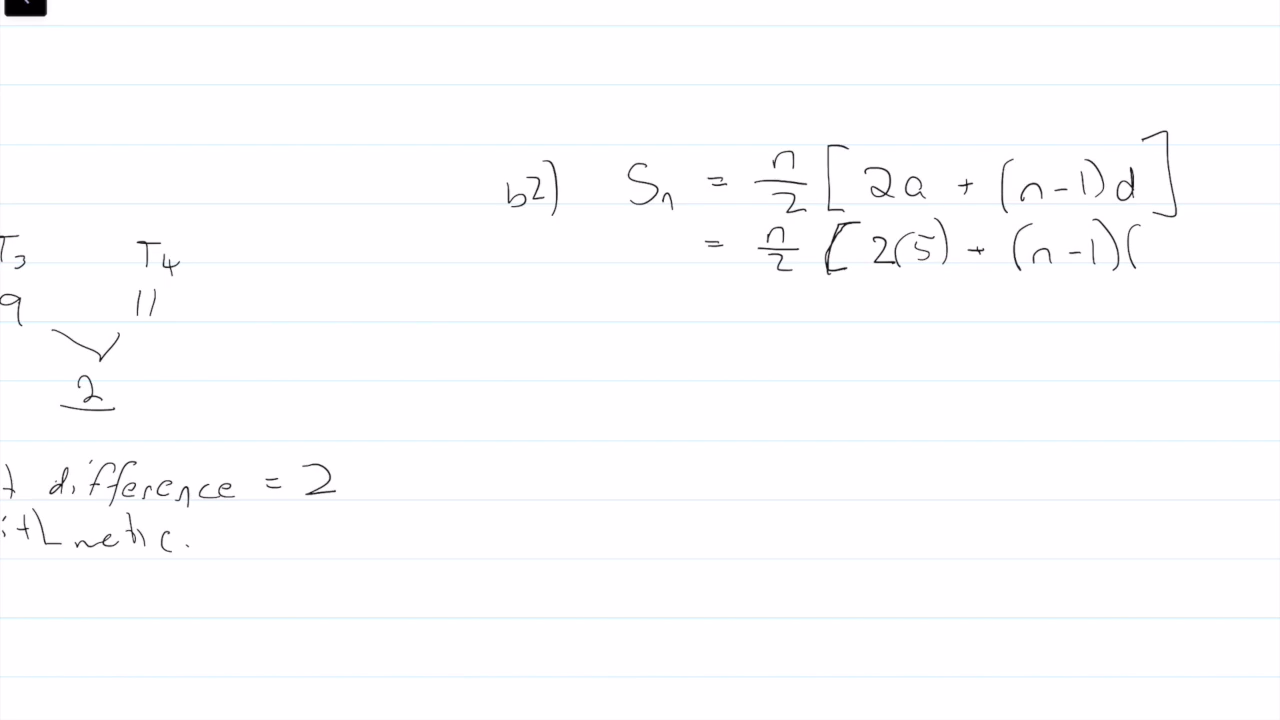 b2) Sₙ = n/2 [ 2a + (n-1)d ]
= n/2 [ 2(5) + (n-1)(
T₃ T₄
9 11
2
t difference = 2
ithmetic.